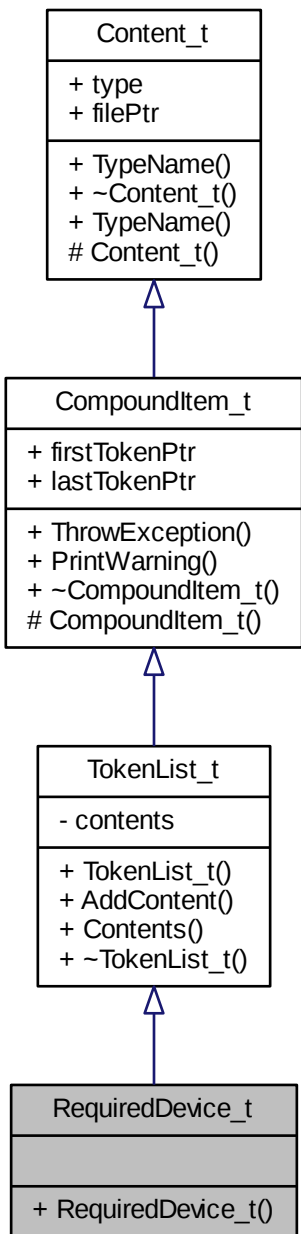 Content_t
+ type
+ filePtr
+ TypeName()
+ ~Content_t()
+ TypeName()
# Content_t()
CompoundItem_t
+ firstTokenPtr
+ lastTokenPtr
+ ThrowException()
+ PrintWarning()
+ ~CompoundItem_t()
# CompoundItem_t()
TokenList_t
- contents
+ TokenList_t()
+ AddContent()
+ Contents()
+ ~TokenList_t()
RequiredDevice_t
+ RequiredDevice_t()